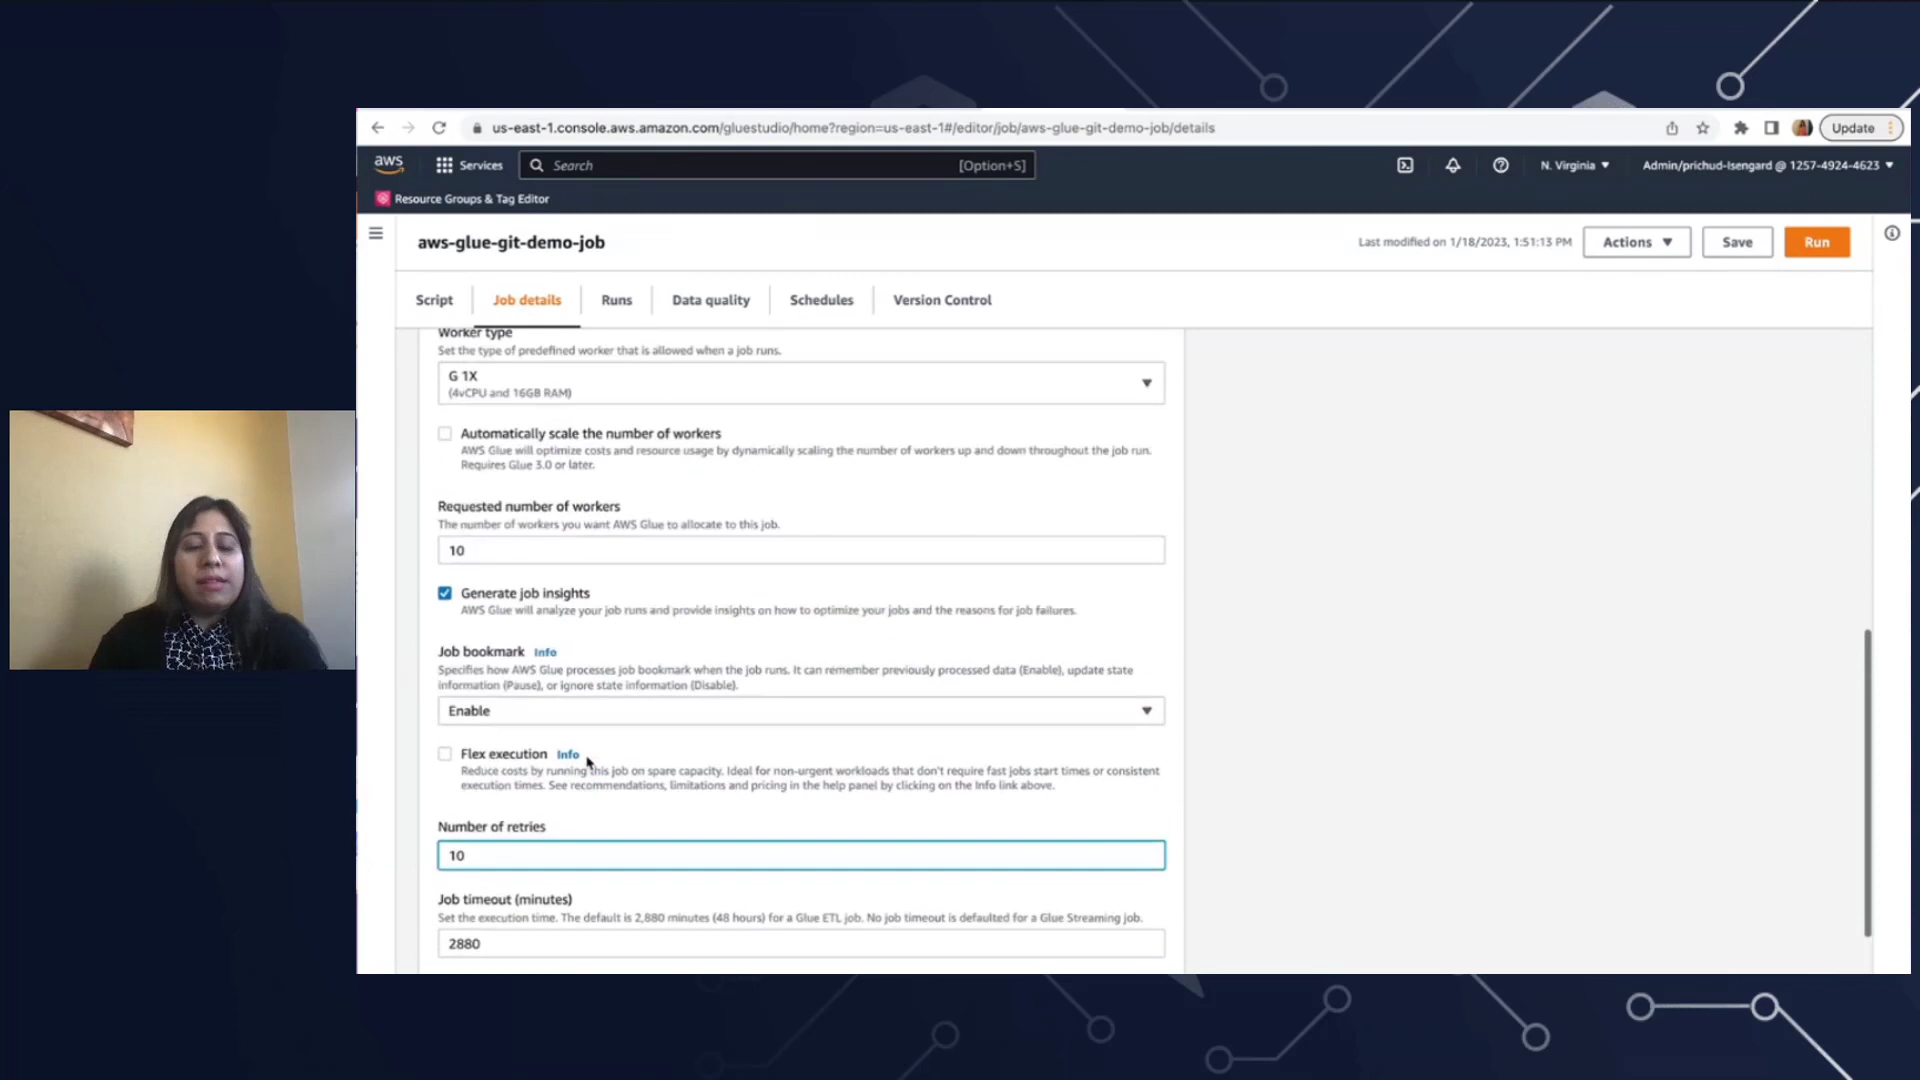 us-east-1.console.aws.amazon.com/gluestudio/home?region=us-east-1#/editor/job/aws-glue-git-demo-job/details
Update
aws
Services
Search
[Option+S]
N. Virginia
Admin/prichud-Isengard @ 1257-4924-4623
Resource Groups & Tag Editor
aws-glue-git-demo-job
Last modified on 1/18/2023, 1:51:13 PM
Actions
Save
Run
Script
Job details
Runs
Data quality
Schedules
Version Control
Worker type
Set the type of predefined worker that is allowed when a job runs.
G 1X
(4vCPU and 16GB RAM)
Automatically scale the number of workers
AWS Glue will optimize costs and resource usage by dynamically scaling the number of workers up and down throughout the job run.
Requires Glue 3.0 or later.
Requested number of workers
The number of workers you want AWS Glue to allocate to this job.
10
Generate job insights
AWS Glue will analyze your job runs and provide insights on how to optimize your jobs and the reasons for job failures.
Job bookmark Info
Specifies how AWS Glue processes job bookmark when the job runs. It can remember previously processed data (Enable), update state
information (Pause), or ignore state information (Disable).
Enable
Flex execution Info
Reduce costs by running this job on spare capacity. Ideal for non-urgent workloads that don't require fast jobs start times or consistent
execution times. See recommendations, limitations and pricing in the help panel by clicking on the Info link above.
Number of retries
10
Job timeout (minutes)
Set the execution time. The default is 2,880 minutes (48 hours) for a Glue ETL job. No job timeout is defaulted for a Glue Streaming job.
2880